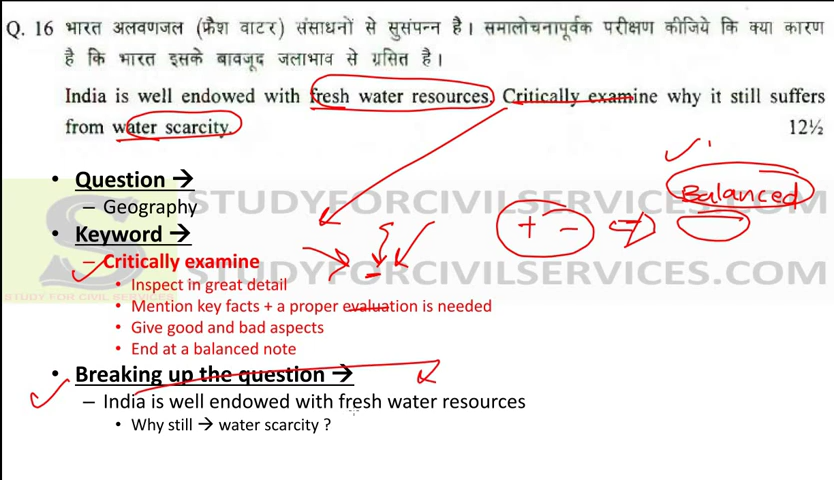 Q. 16 भारत अलवणजल (फ्रैश वाटर) संसाधनों से सुसंपन्न है। समालोचनापूर्वक परीक्षण कीजिये कि क्या कारण
है कि भारत इसके बावजूद जलाभाव से ग्रसित है।
India is well endowed with fresh water resources. Critically examine why it still suffers
from water scarcity. 12½
• Question →
– Geography
• Keyword →
– Critically examine
• Inspect in great detail
• Mention key facts + a proper evaluation is needed
• Give good and bad aspects
• End at a balanced note
• Breaking up the question →
– India is well endowed with fresh water resources
• Why still → water scarcity ?
+ – ⇒ Balanced
STUDYFORCIVILSERVICES.COM
STUDYFORCIVILSERVICES.COM
STUDY FOR CIVIL SERVICES